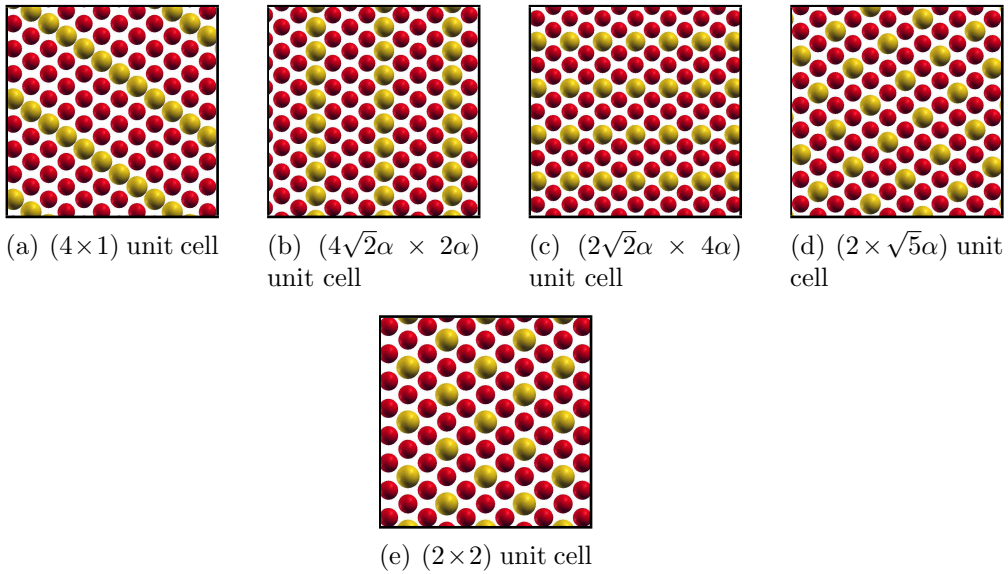 (a) (4×1) unit cell
(b) (4√2α × 2α)
unit cell
(c) (2√2α × 4α)
unit cell
(d) (2×√5α) unit
cell
(e) (2×2) unit cell